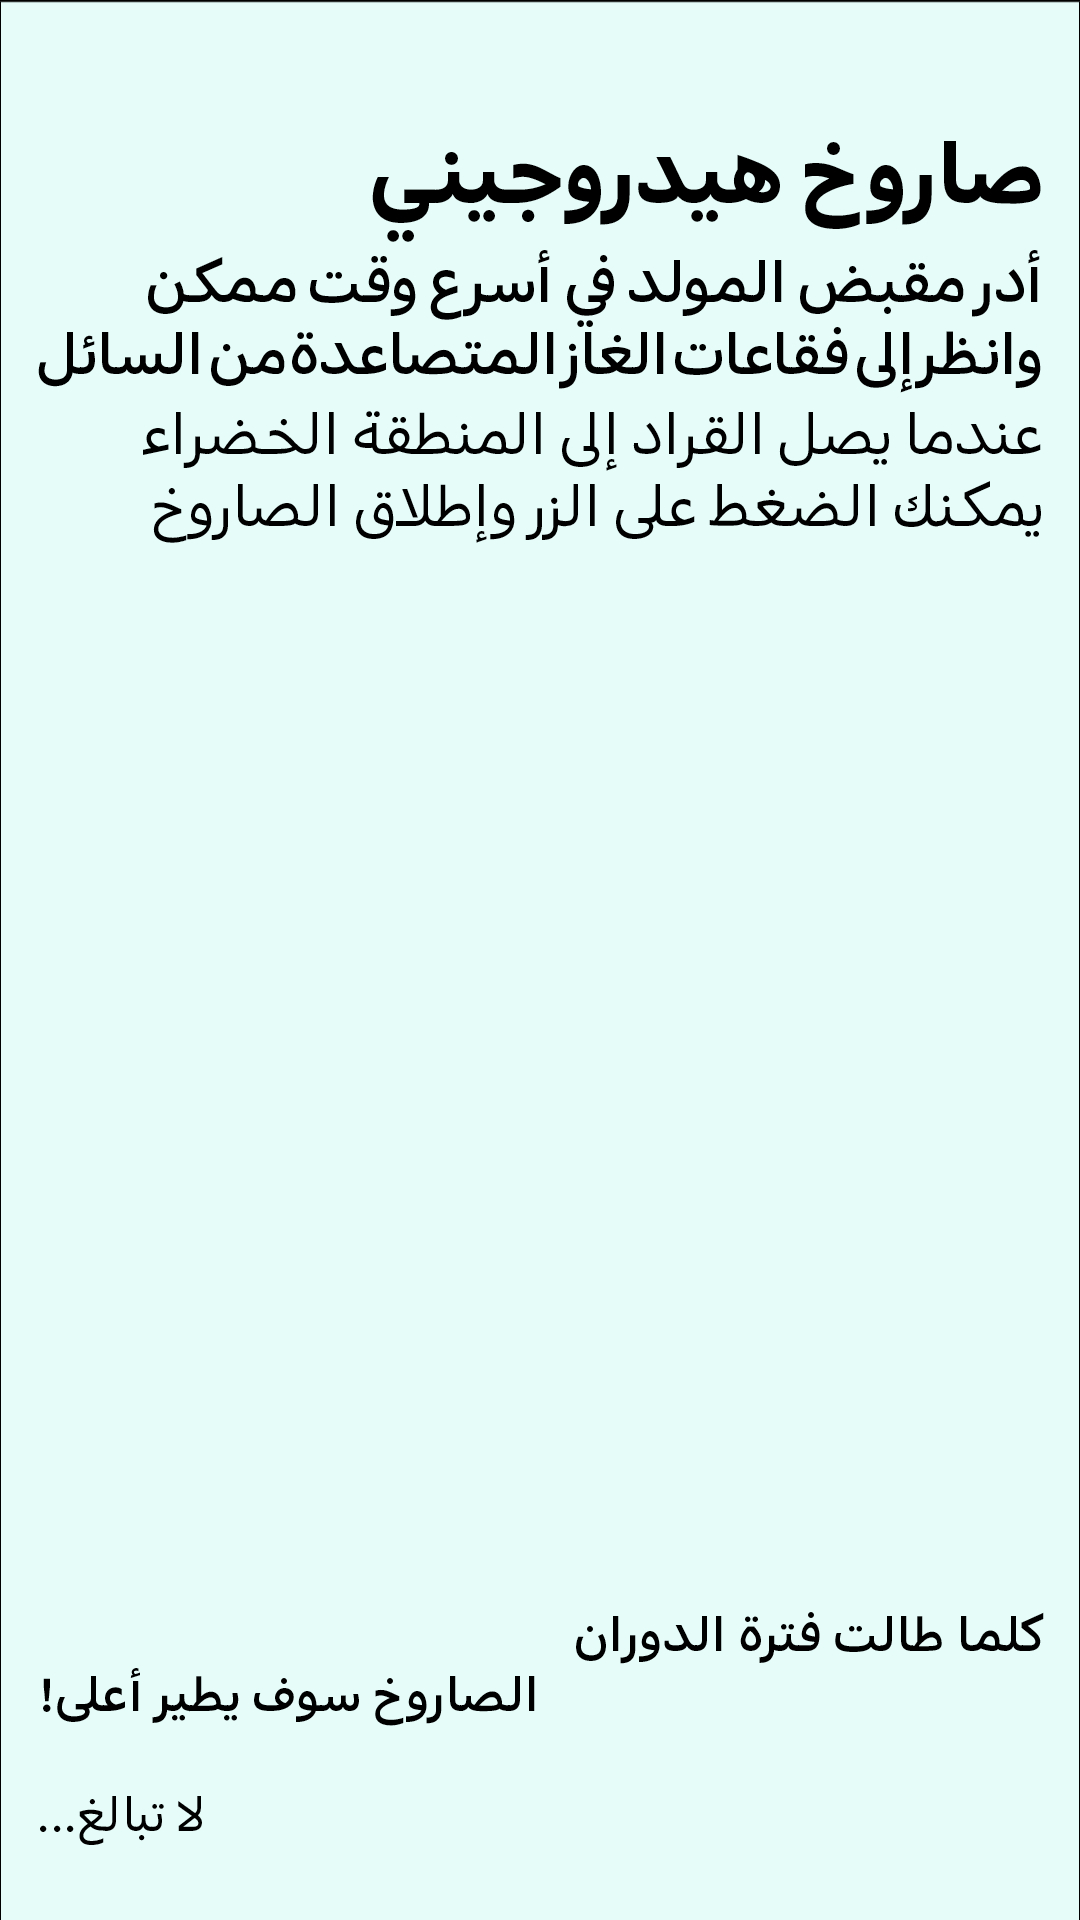 صاروخ هيدروجيني
أدر مقبض المولد في أسرع وقت ممكن
وانظر إلى فقاعات الغاز المتصاعدة من السائل
عندما يصل القراد إلى المنطقة الخضراء
يمكنك الضغط على الزر وإطلاق الصاروخ
كلما طالت فترة الدوران
الصاروخ سوف يطير أعلى!
لا تبالغ...